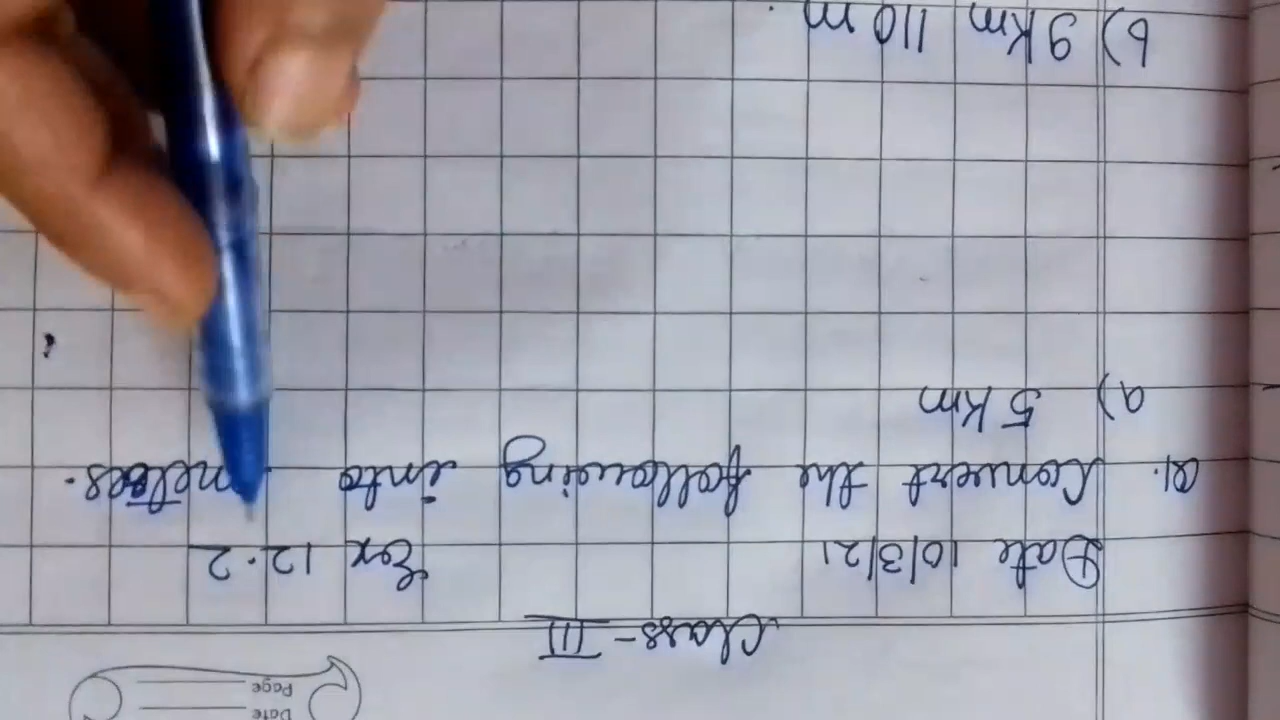 Date
Page
Class-III
Date 10/3/21 Ex 12.2
Q1. Convert the following into metres.
a) 5 Km
b) 9 Km 110 m.